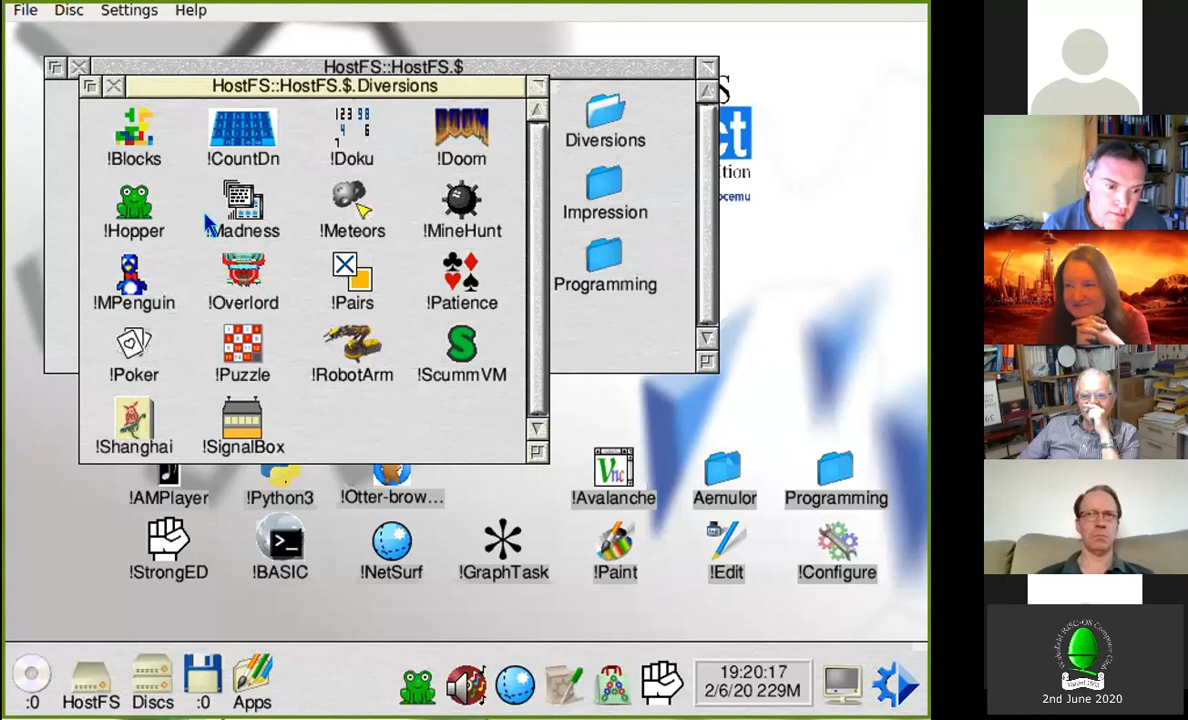 File Disc Settings Help
HostFS::HostFS.$
HostFS::HostFS.$.Diversions
!Blocks !CountDn !Doku !Doom
!Hopper !Madness !Meteors !MineHunt
!MPenguin !Overlord !Pairs !Patience
!Poker !Puzzle !RobotArm !ScummVM
!Shanghai !SignalBox
Diversions
Impression
Programming
!AMPlayer !Python3 !Otter-brow... !Avalanche Aemulor Programming
!StrongED !BASIC !NetSurf !GraphTask !Paint !Edit !Configure
:0 HostFS Discs :0 Apps
19:20:17
2/6/20 229M
2nd June 2020